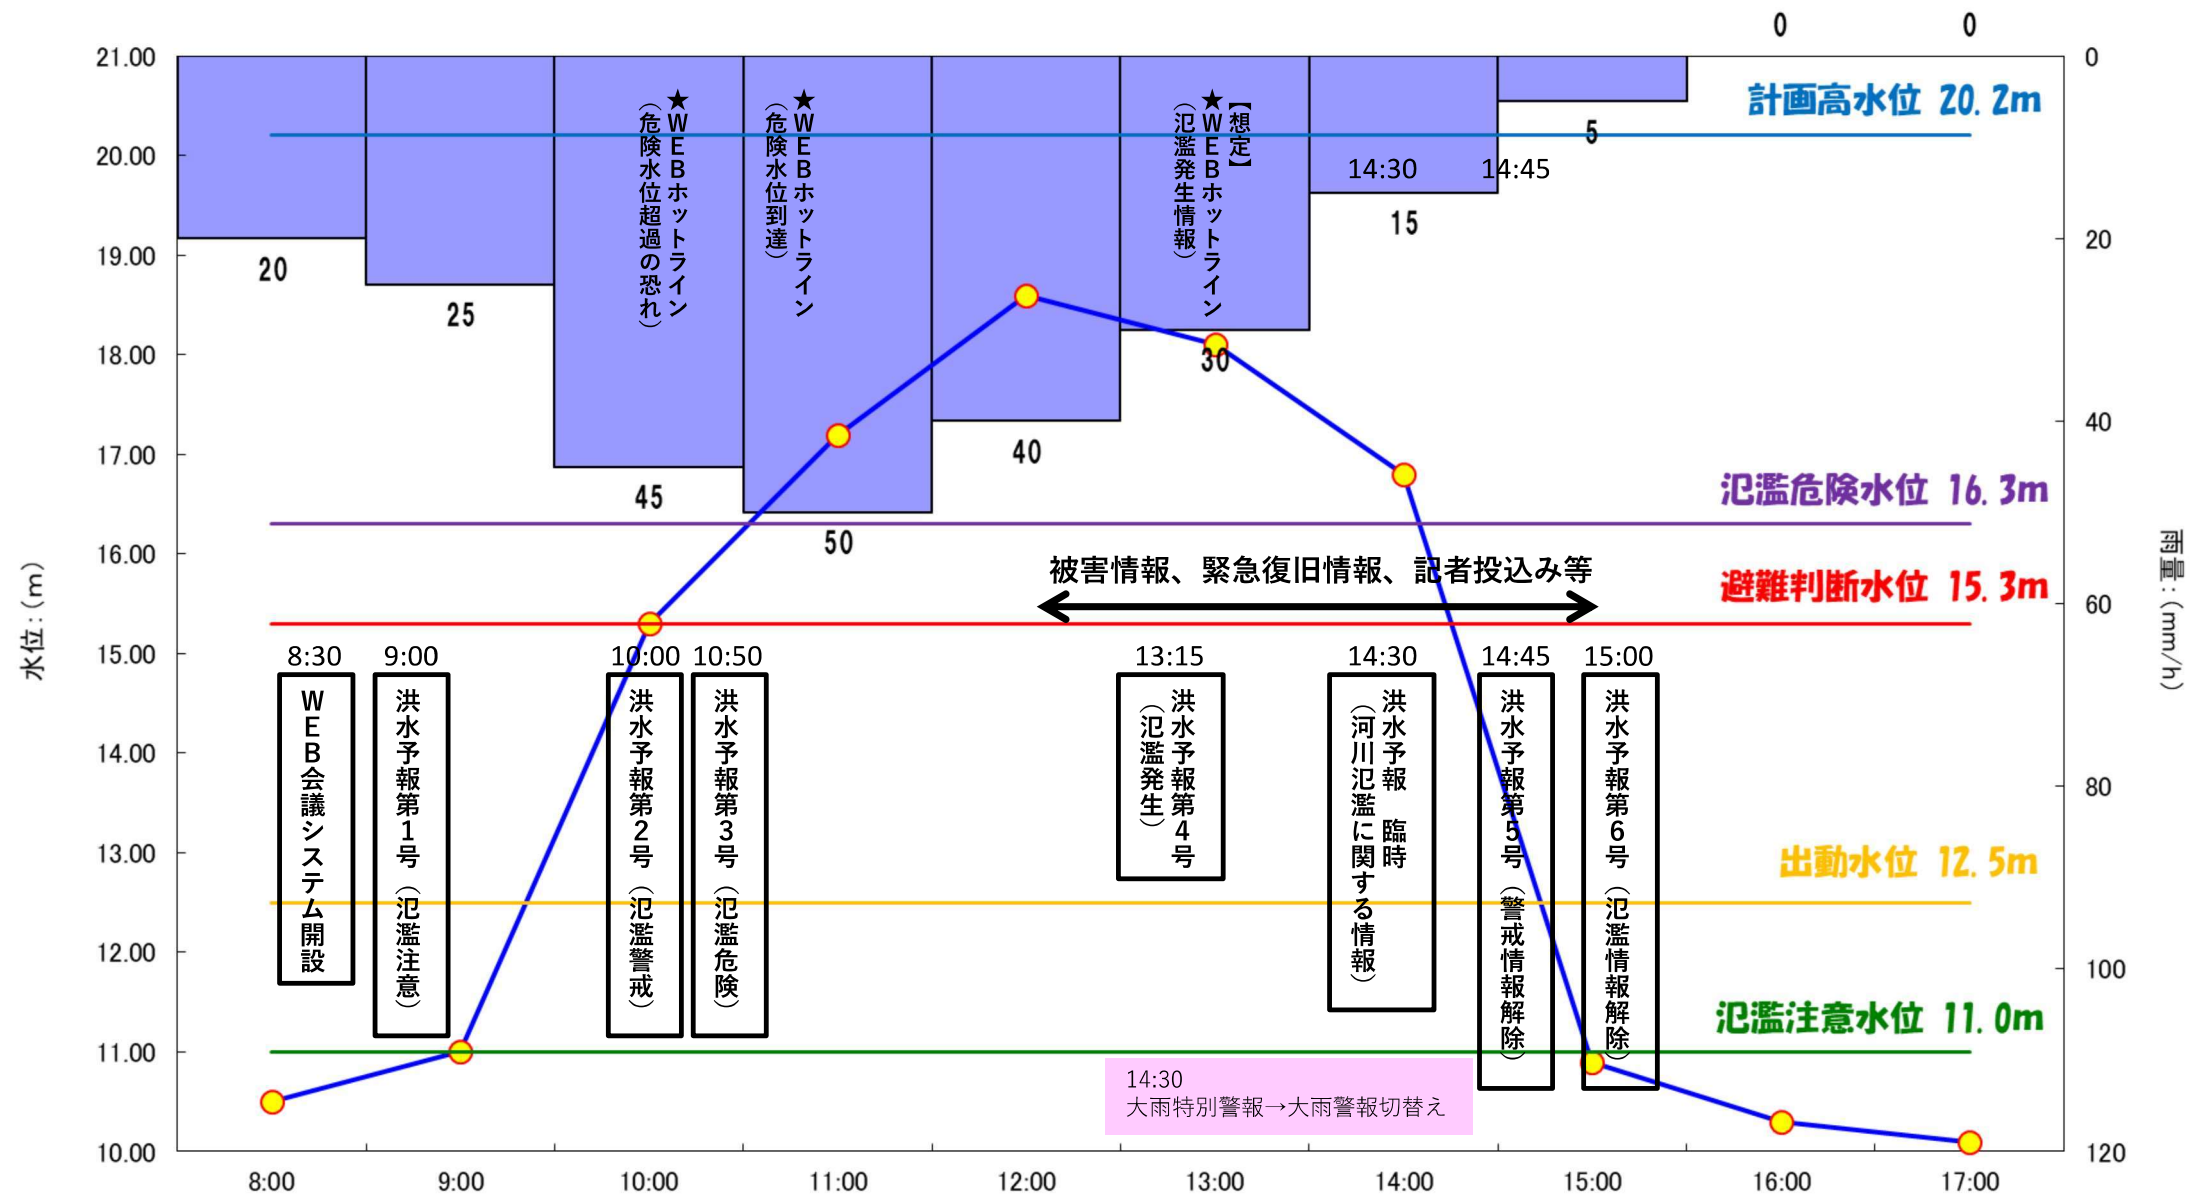 0
0
21.00
20.00
19.00
18.00
17.00
16.00
15.00
14.00
13.00
12.00
11.00
10.00
水位:(m)
0
20
40
60
80
100
120
雨量:(mm/h)
計画高水位 20.2m
氾濫危険水位 16.3m
避難判断水位 15.3m
出動水位 12.5m
氾濫注意水位 11.0m
★WEBホットライン
(危険水位超過の恐れ)
★WEBホットライン
(危険水位到達)
【想定】
★WEBホットライン
(氾濫発生情報)
14:30
14:45
20
25
45
50
40
30
15
5
被害情報、緊急復旧情報、記者投込み等
8:30
WEB会議システム開設
9:00
洪水予報第1号(氾濫注意)
10:00
洪水予報第2号(氾濫警戒)
10:50
洪水予報第3号(氾濫危険)
13:15
洪水予報第4号
(氾濫発生)
14:30
洪水予報 臨時
(河川氾濫に関する情報)
14:45
洪水予報第5号(警戒情報解除)
15:00
洪水予報第6号(氾濫情報解除)
14:30
大雨特別警報→大雨警報切替え
8:00
9:00
10:00
11:00
12:00
13:00
14:00
15:00
16:00
17:00